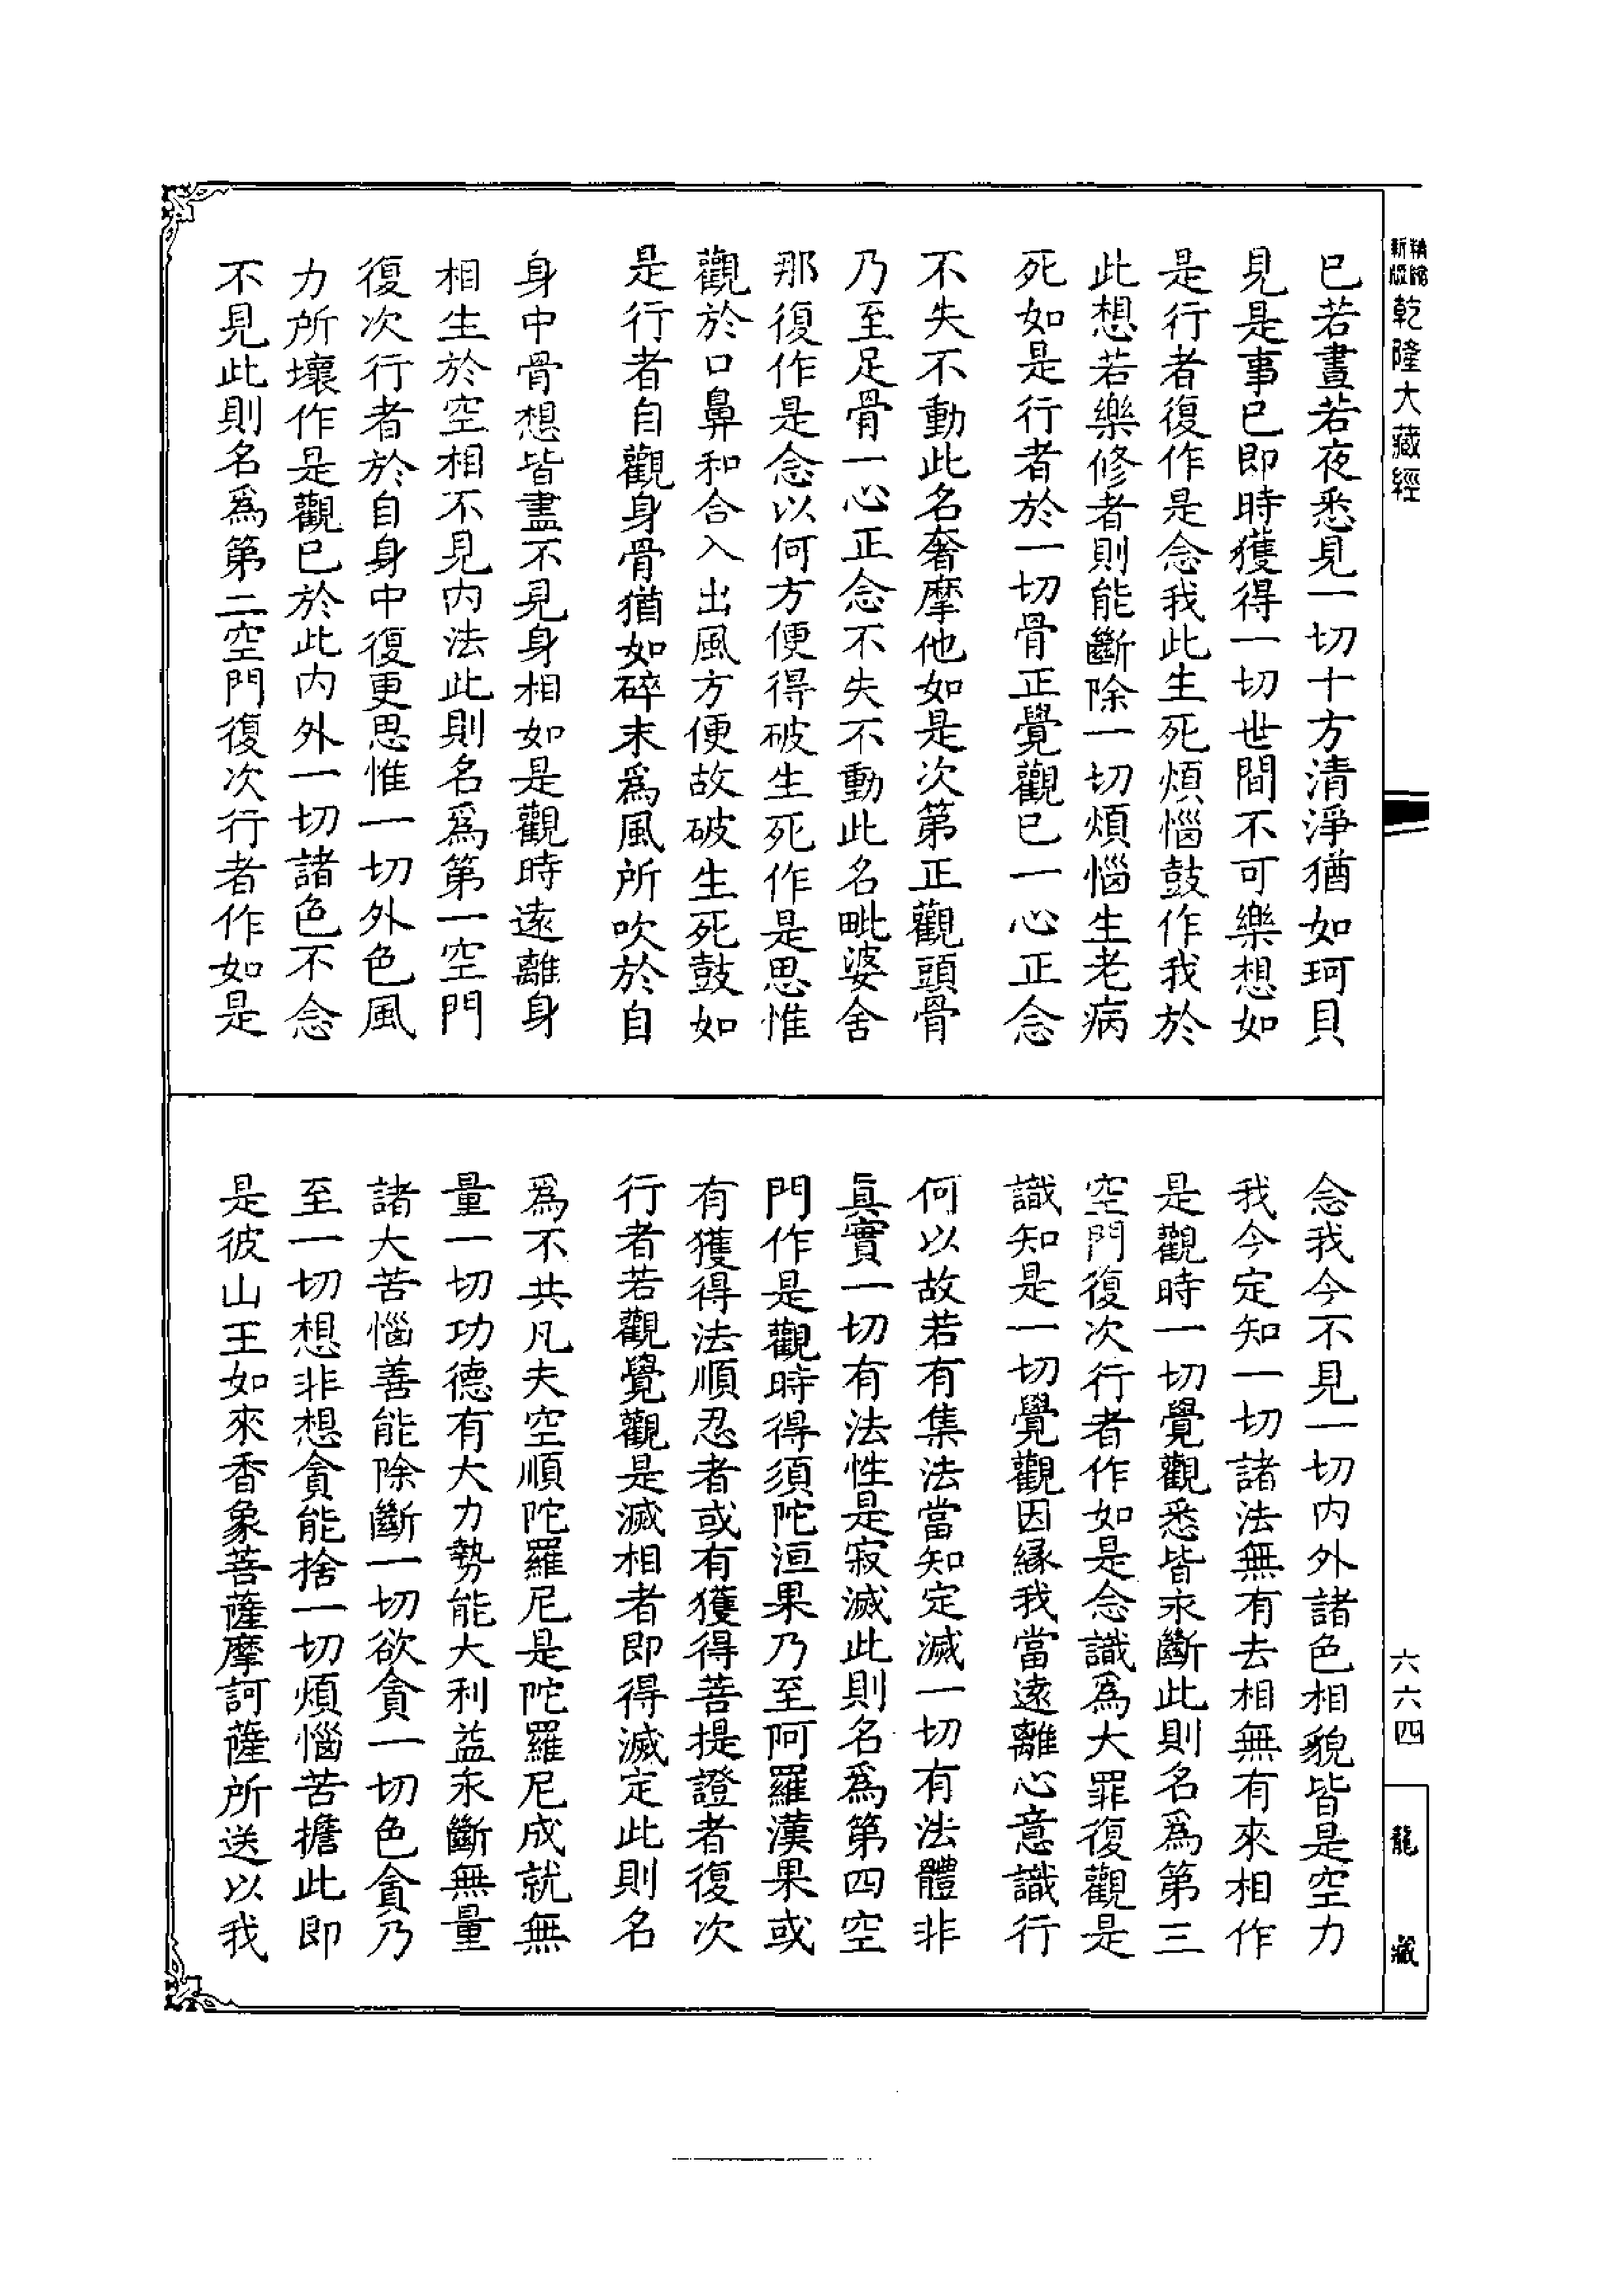 新版
精縮
乾隆大藏經
已若晝若夜悉見一切十方清淨猶如珂貝
見是事已即時獲得一切世間不可樂想如
是行者復作是念我此生死煩惱鼓作我於
此想若樂修者則能斷除一切煩惱生老病
死如是行者於一切骨正覺觀已一心正念
不失不動此名奢摩他如是次第正觀頭骨
乃至足骨一心正念不失不動此名毗婆舍
那復作是念以何方便得破生死作是思惟
觀於口鼻和合入出風方便故破生死鼓如
是行者自觀身骨猶如碎末爲風所吹於自
身中骨想皆盡不見身相如是觀時遠離身
相生於空相不見内法此則名爲第一空門
復次行者於自身中復更思惟一切外色風
力所壞作是觀已於此内外一切諸色不念
不見此則名爲第二空門復次行者作如是
念我今不見一切内外諸色相貌皆是空力
我今定知一切諸法無有去相無有來相作
是觀時一切覺觀悉皆永斷此則名爲第三
空門復次行者作如是念識爲大罪復觀是
識知是一切覺觀因緣我當遠離心意識行
何以故若有集法當知定滅一切有法體非
真實一切有法性是寂滅此則名爲第四空
門作是觀時得須陀洹果乃至阿羅漢果或
有獲得法順忍者或有獲得菩提證者復次
行者若觀覺觀是滅相者即得滅定此則名
爲不共凡夫空順陀羅尼是陀羅尼成就無
量一切功德有大力勢能大利益永斷無量
諸大苦惱善能除斷一切欲貪一切色貪乃
至一切想非想貪能捨一切煩惱苦擔此即
是彼山王如來香象菩薩摩訶薩所送以我
六六四
龍藏